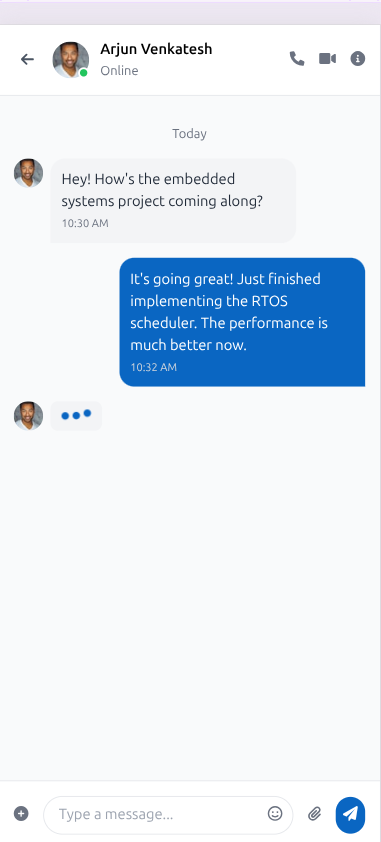 Arjun Venkatesh
Online
Today
Hey! How's the embedded
systems project coming along?
10:30 AM
It's going great! Just finished
implementing the RTOS
scheduler. The performance is
much better now.
10:32 AM
Type a message...